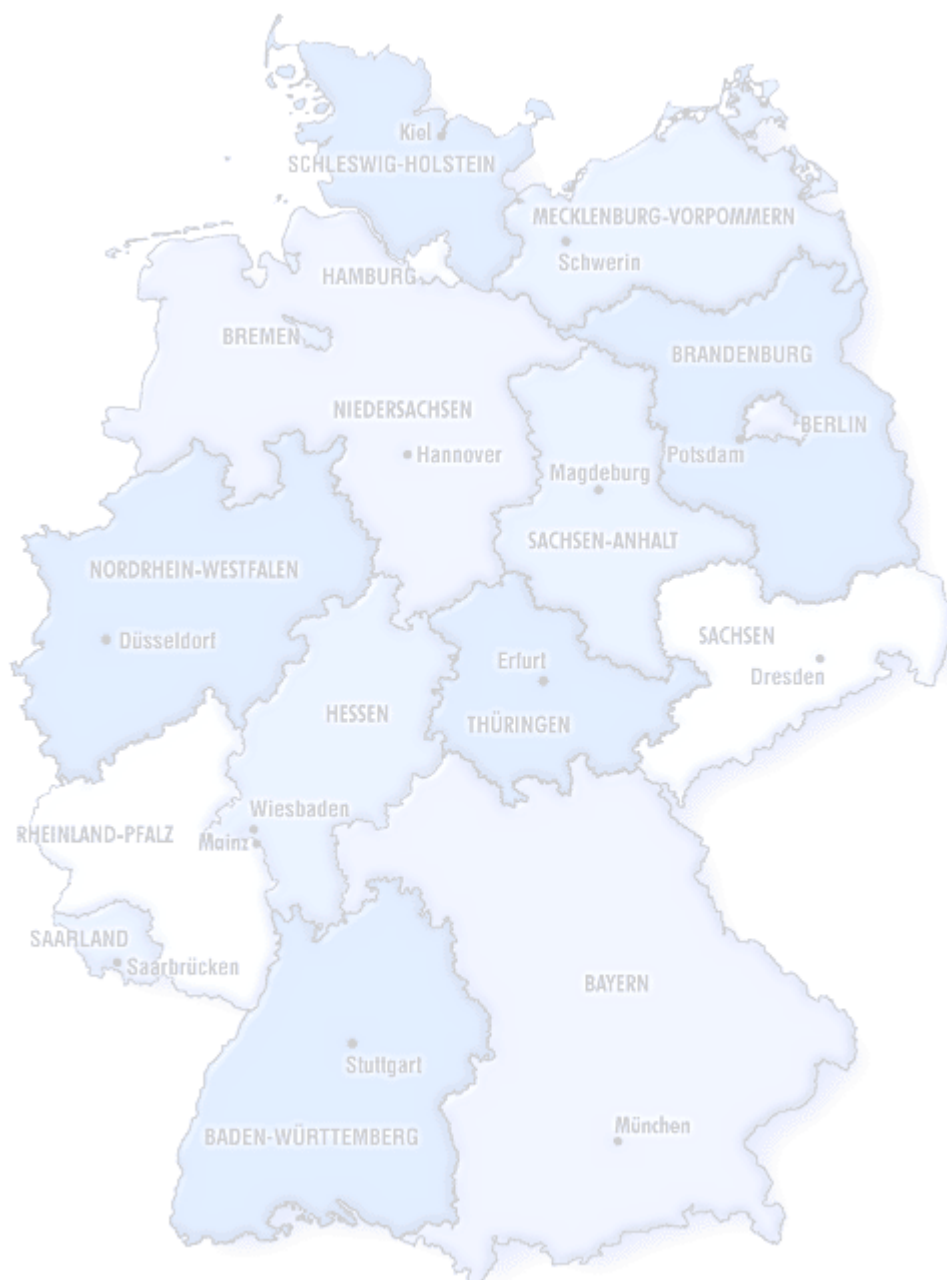 Kiel
SCHLESWIG-HOLSTEIN
MECKLENBURG-VORPOMMERN
Schwerin
HAMBURG
BREMEN
BRANDENBURG
NIEDERSACHSEN
BERLIN
Hannover
Potsdam
Magdeburg
SACHSEN-ANHALT
NORDRHEIN-WESTFALEN
Düsseldorf
SACHSEN
Erfurt
Dresden
HESSEN
THÜRINGEN
Wiesbaden
RHEINLAND-PFALZ
Mainz
SAARLAND
Saarbrücken
BAYERN
Stuttgart
München
BADEN-WÜRTTEMBERG